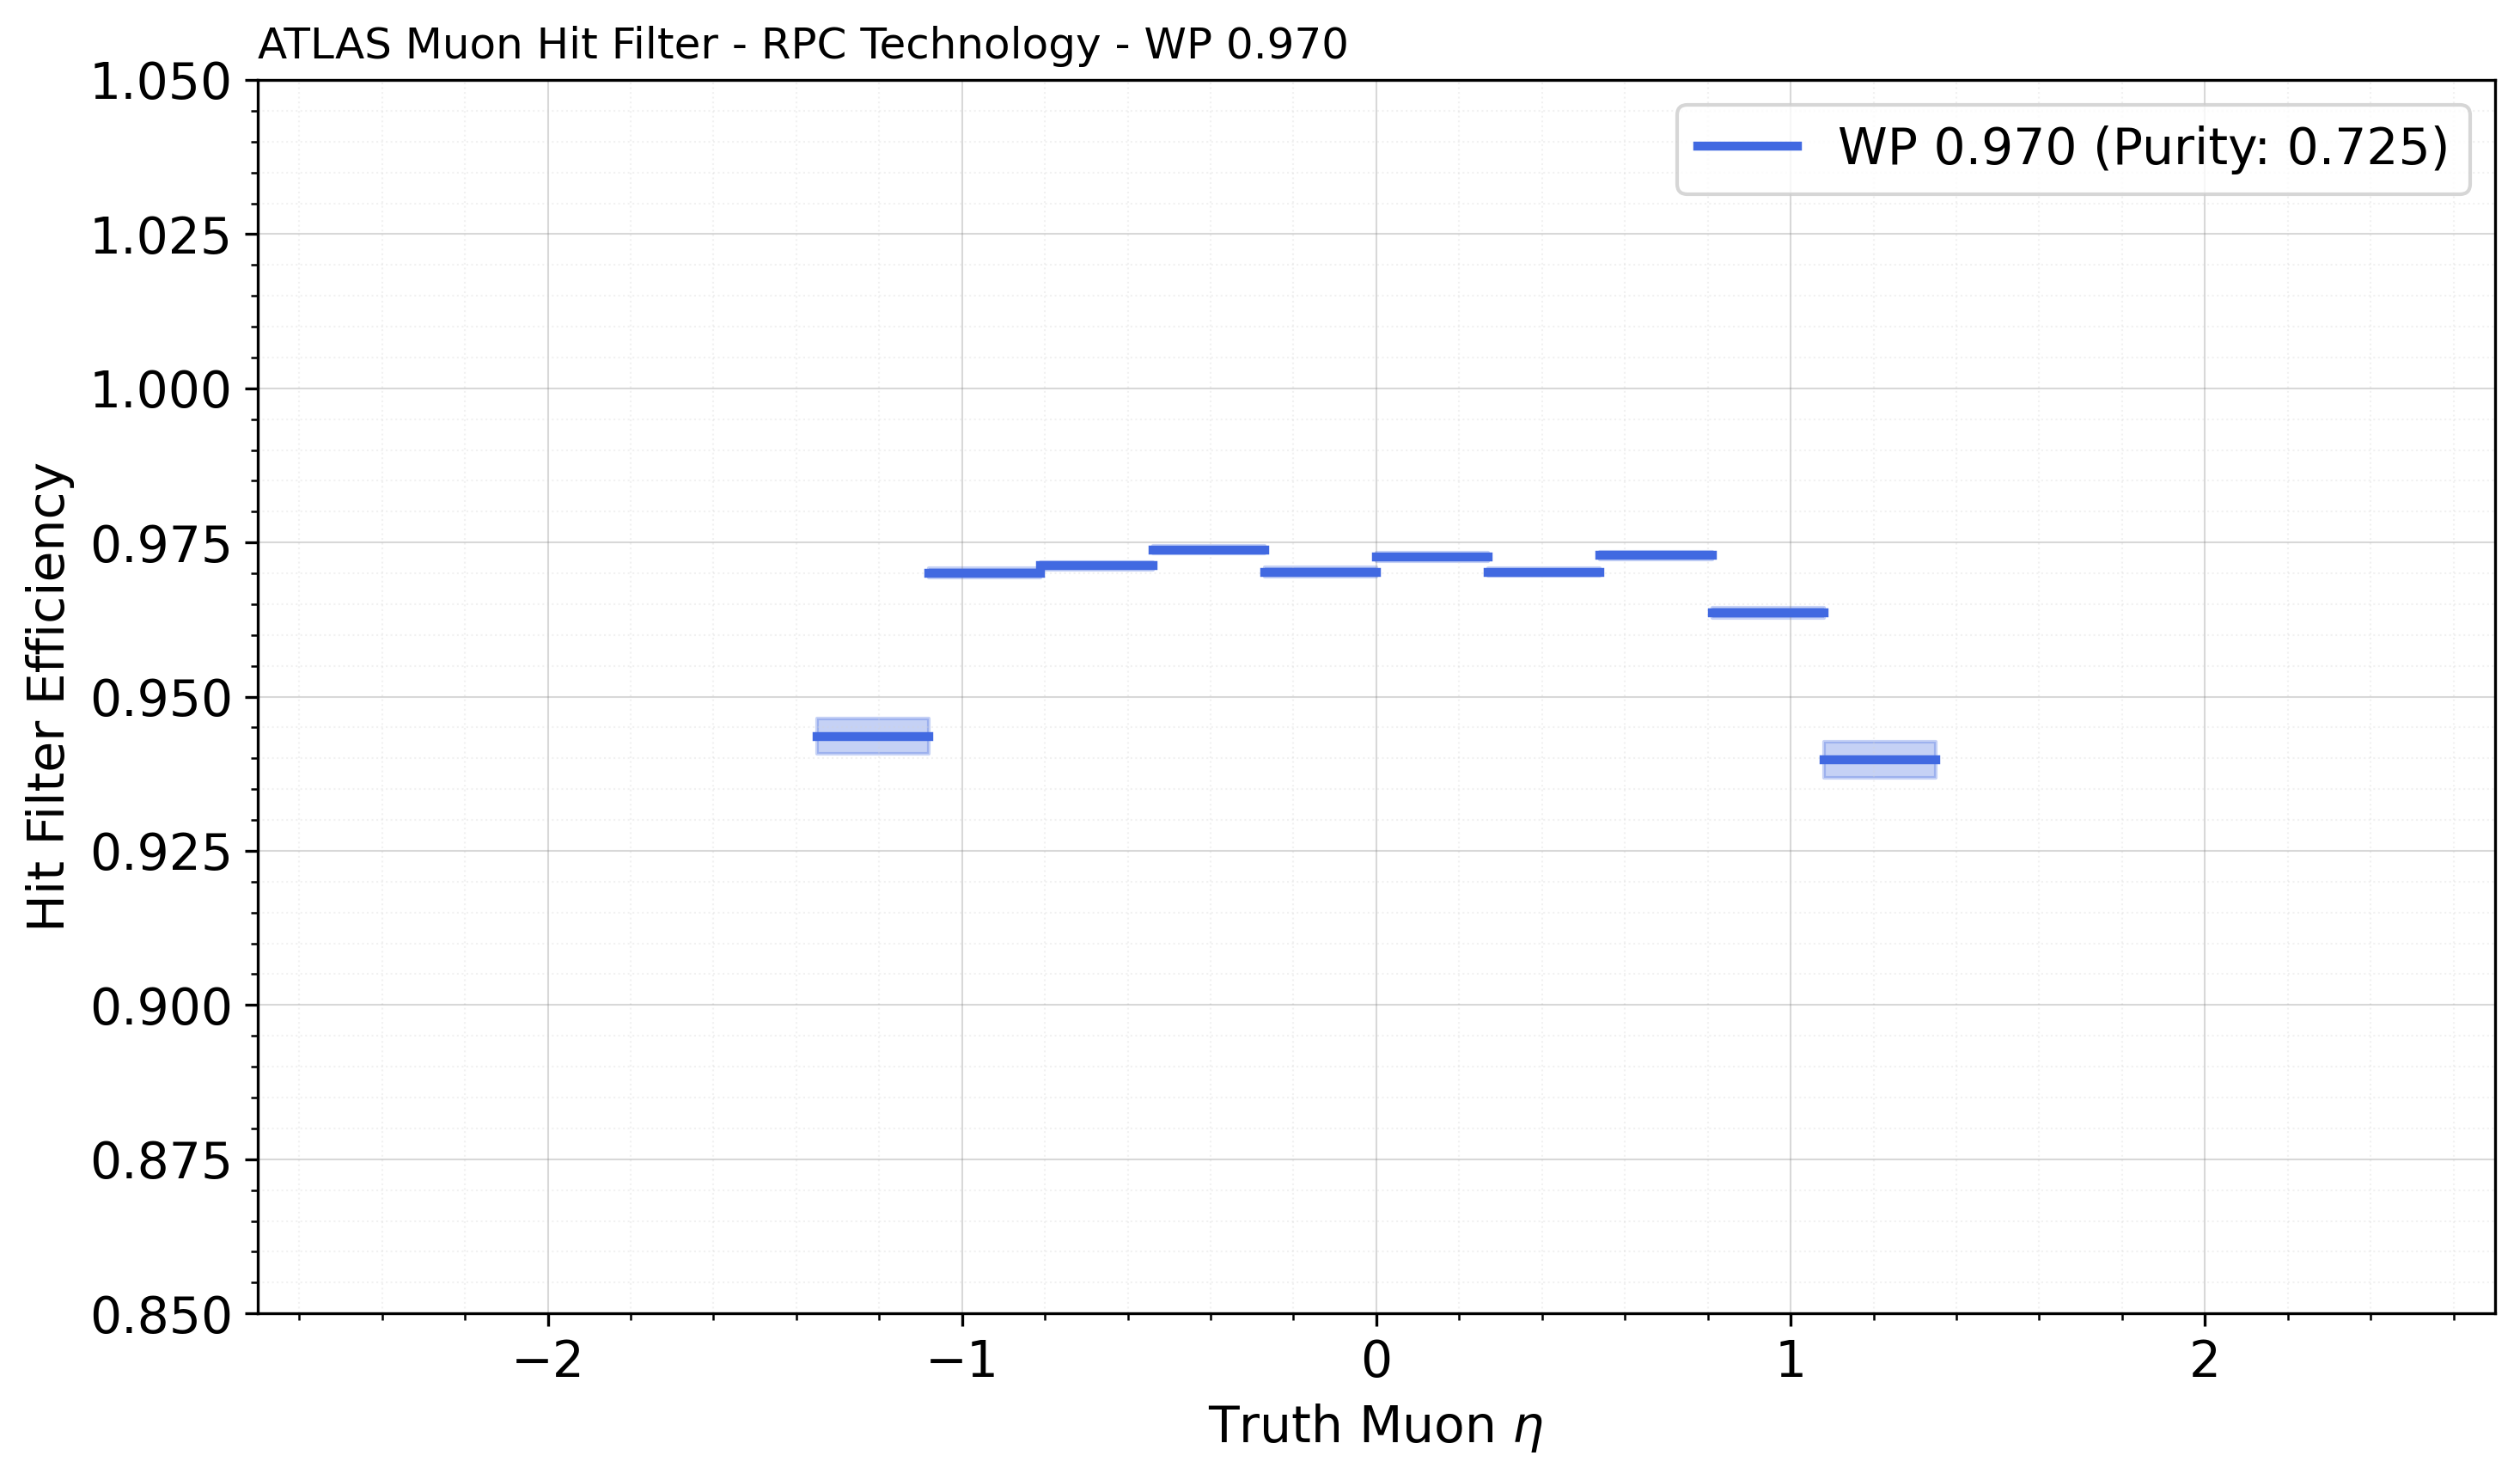 ATLAS Muon Hit Filter - RPC Technology - WP 0.970
1.050
1.025
1.000
0.975
0.950
0.925
0.900
0.875
0.850
Hit Filter Efficiency
WP 0.970 (Purity: 0.725)
−2 −1 0 1 2
Truth Muon η